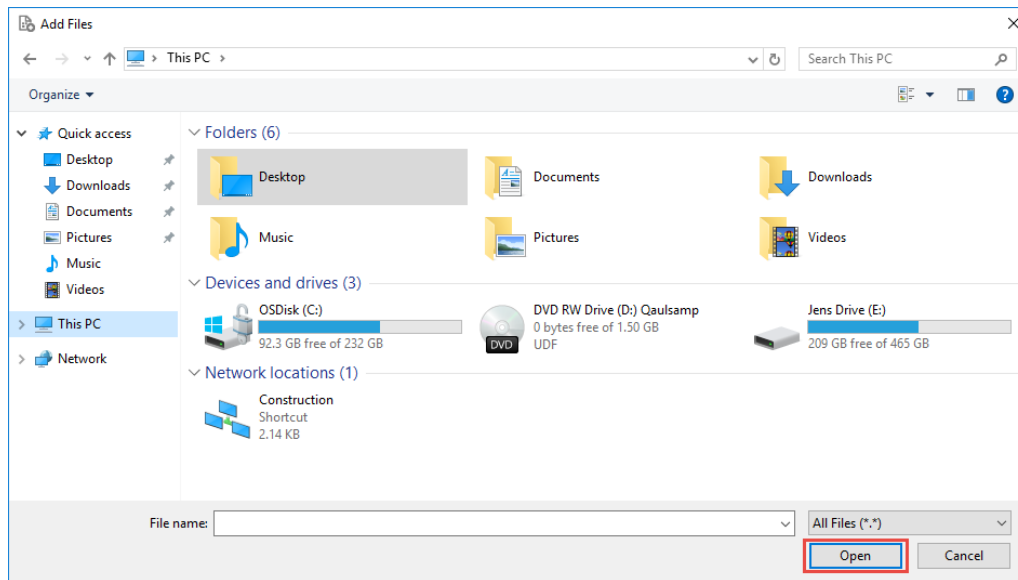 Add Files
This PC
Search This PC
Organize
Quick access
Desktop
Downloads
Documents
Pictures
Music
Videos
This PC
Network
Folders (6)
Desktop
Documents
Downloads
Music
Pictures
Videos
Devices and drives (3)
OSDisk (C:)
92.3 GB free of 232 GB
DVD
DVD RW Drive (D:) Qaulsamp
0 bytes free of 1.50 GB
UDF
Jens Drive (E:)
209 GB free of 465 GB
Network locations (1)
Construction
Shortcut
2.14 KB
File name:
All Files (*.*)
Open
Cancel